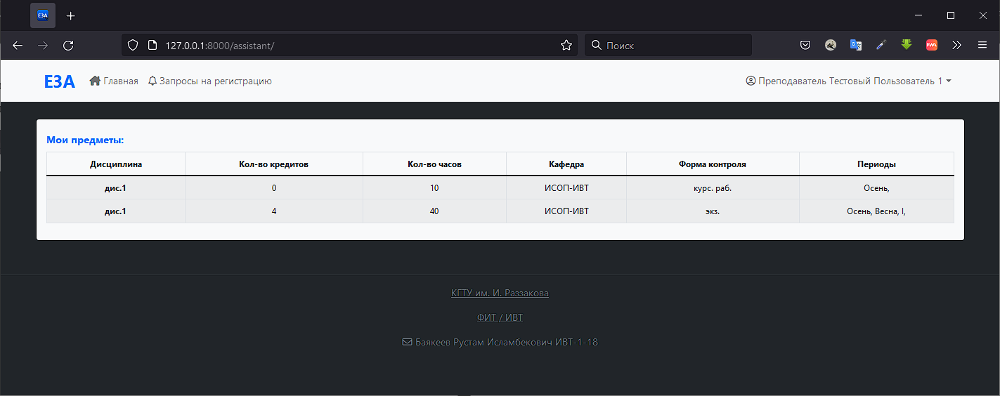 ЕЗА
127.0.0.1:8000/assistant/ Поиск
ЕЗА Главная Запросы на регистрацию Преподаватель Тестовый Пользователь 1
Мои предметы:
Дисциплина Кол-во кредитов Кол-во часов Кафедра Форма контроля Периоды
дис.1 0 10 ИСОП-ИВТ курс. раб. Осень,
дис.1 4 40 ИСОП-ИВТ экз. Осень, Весна, I,
КГТУ им. И. Раззакова
ФИТ / ИВТ
Баякеев Рустам Исламбекович ИВТ-1-18